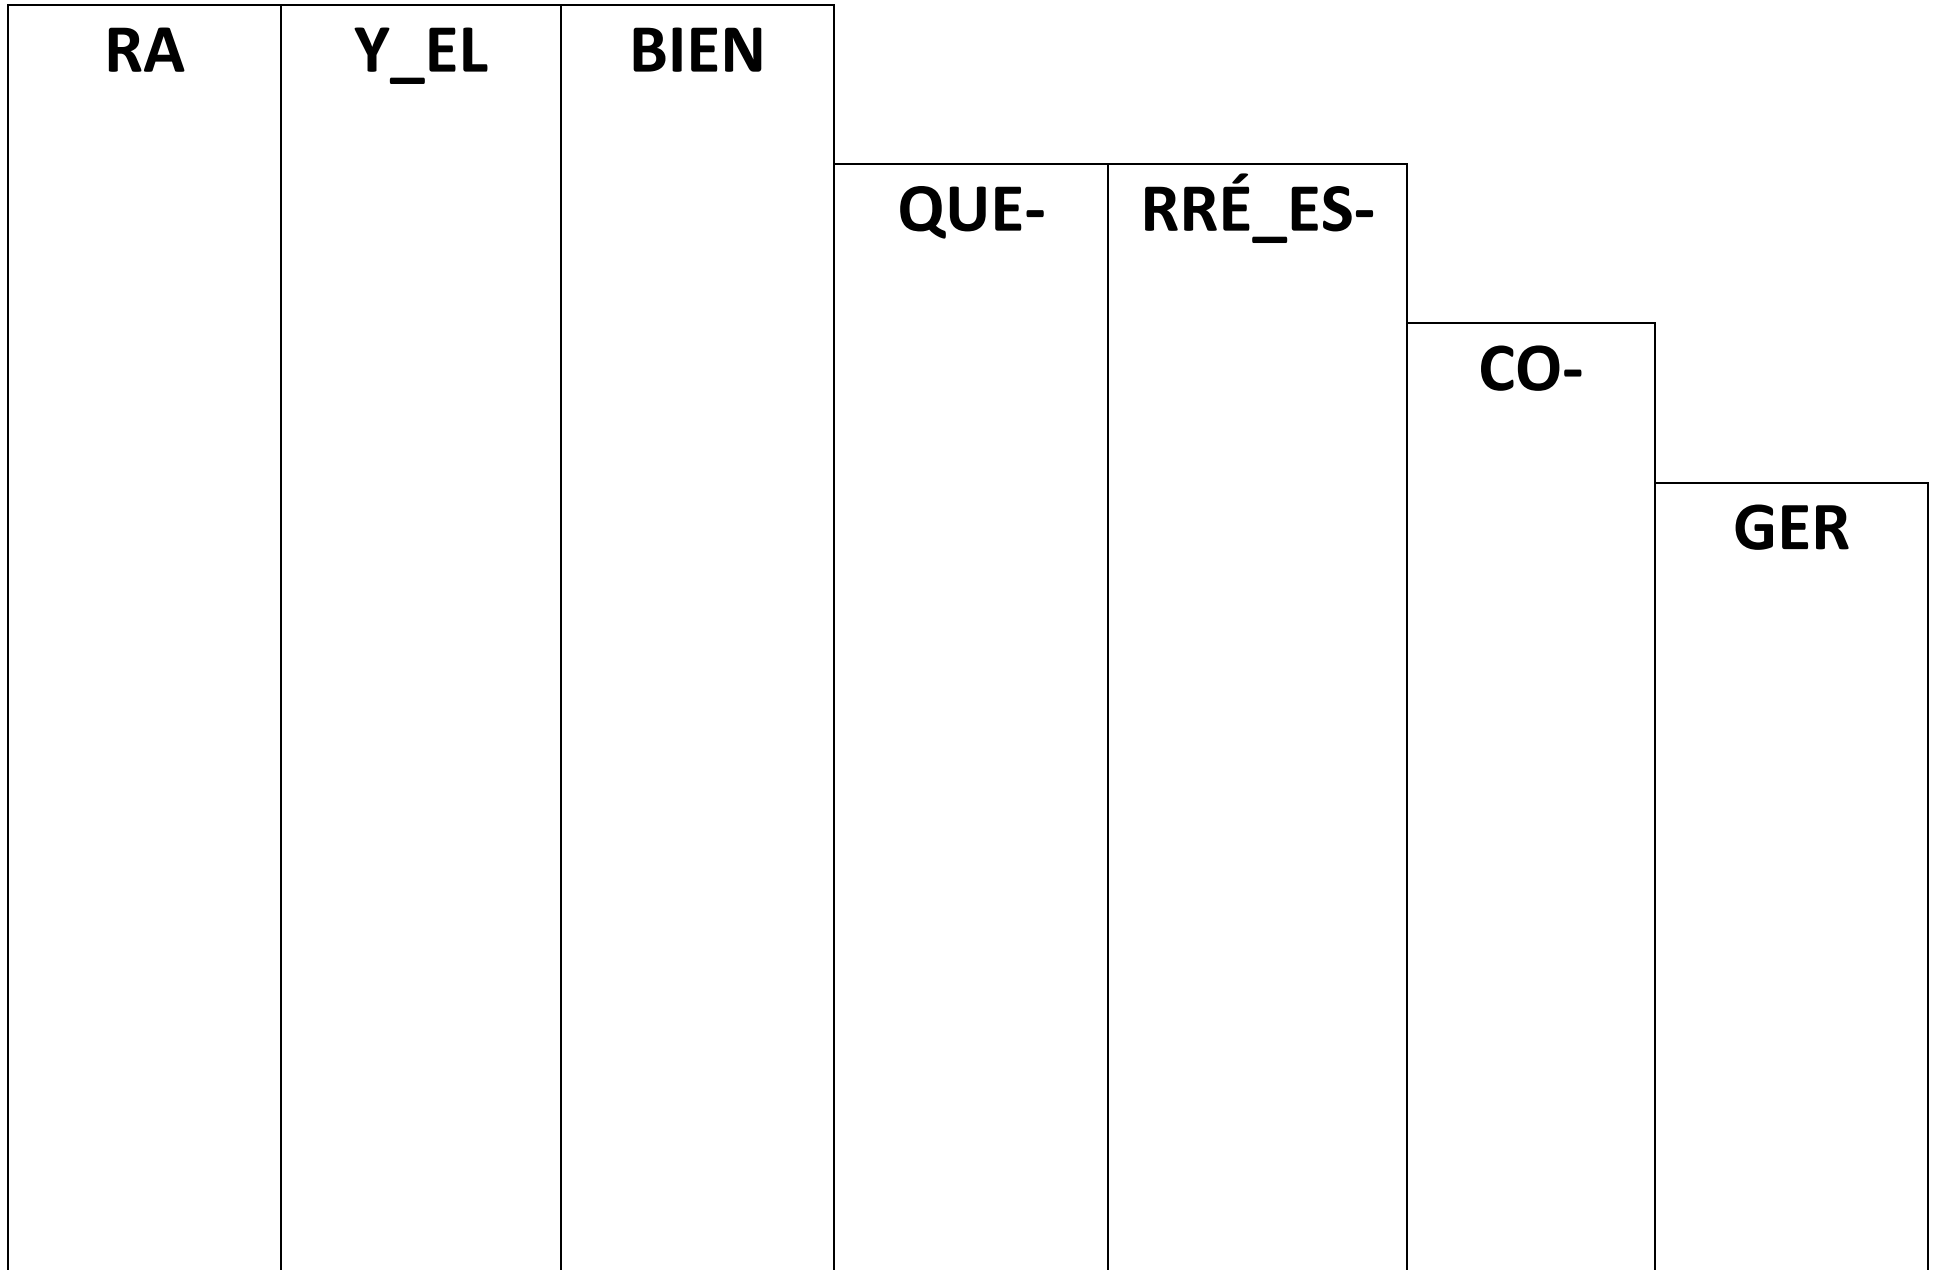 RA Y_EL BIEN
QUE- RRÉ_ES-
CO-
GER